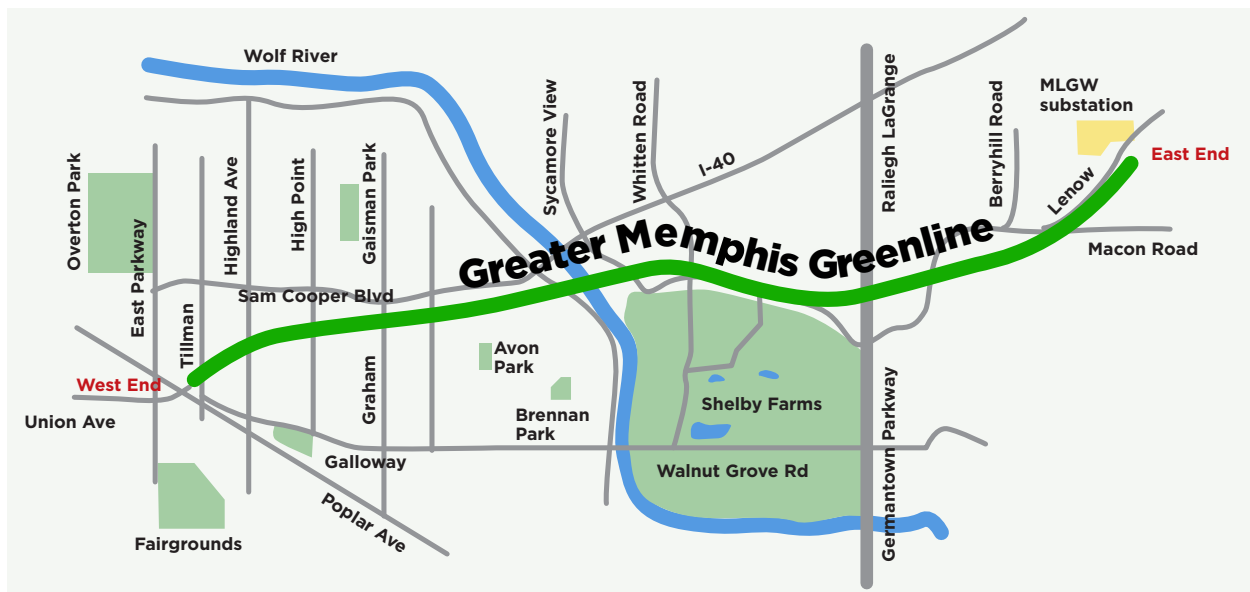 Wolf River
Overton Park
East Parkway
Tillman
Highland Ave
High Point
Gaisman Park
Graham
Sam Cooper Blvd
West End
Union Ave
Fairgrounds
Galloway
Poplar Ave
Avon
Park
Brennan
Park
Sycamore View
Whitten Road
I-40
Greater Memphis Greenline
Shelby Farms
Walnut Grove Rd
Raliegh LaGrange
Germantown Parkway
Berryhill Road
MLGW
substation
East End
Lenow
Macon Road